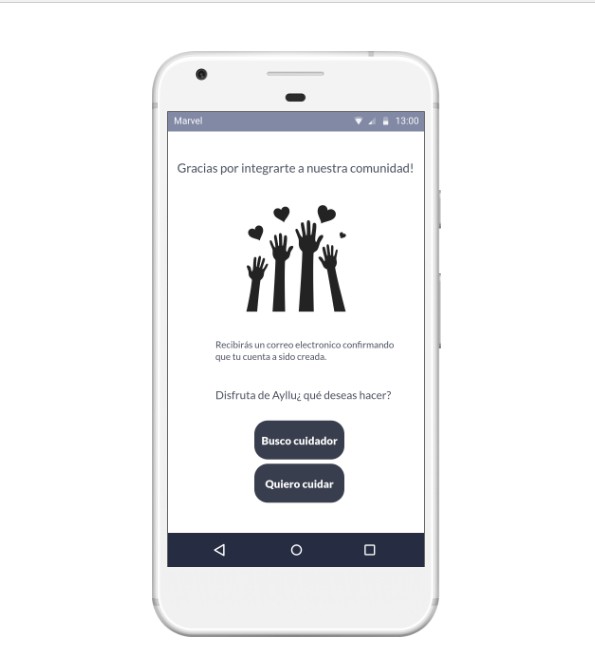 Marvel 13:00
Gracias por integrarte a nuestra comunidad!
Recibirás un correo electronico confirmando
que tu cuenta a sido creada.
Disfruta de Ayllu¿ qué deseas hacer?
Busco cuidador
Quiero cuidar